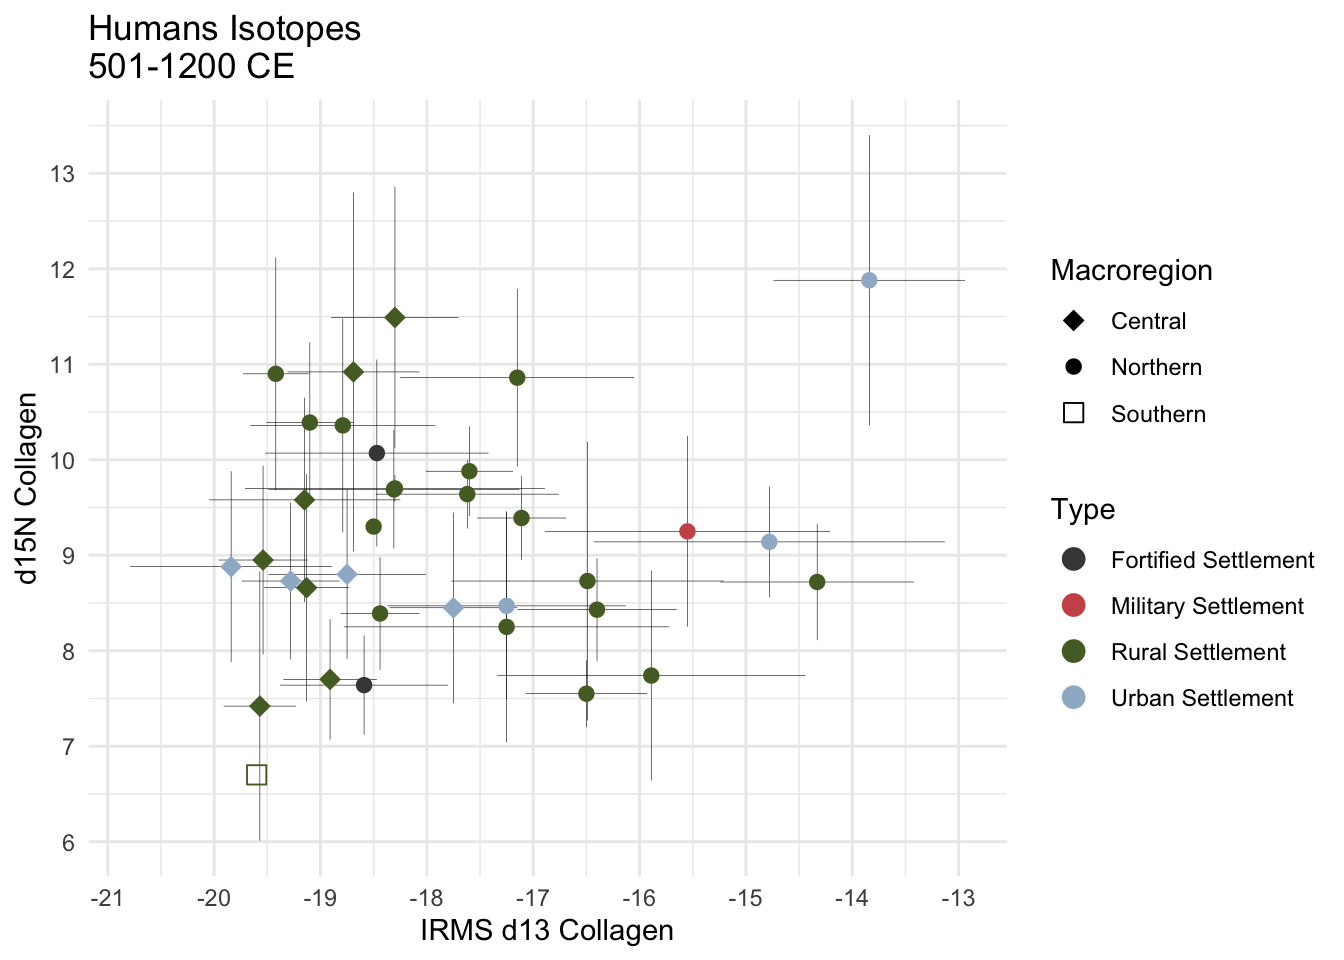 Humans Isotopes
501-1200 CE
d15N Collagen
13
12
11
10
9
8
7
6
-21
-20
-19
-18
-17
-16
-15
-14
-13
IRMS d13 Collagen
Macroregion
Central
Northern
Southern
Type
Fortified Settlement
Military Settlement
Rural Settlement
Urban Settlement